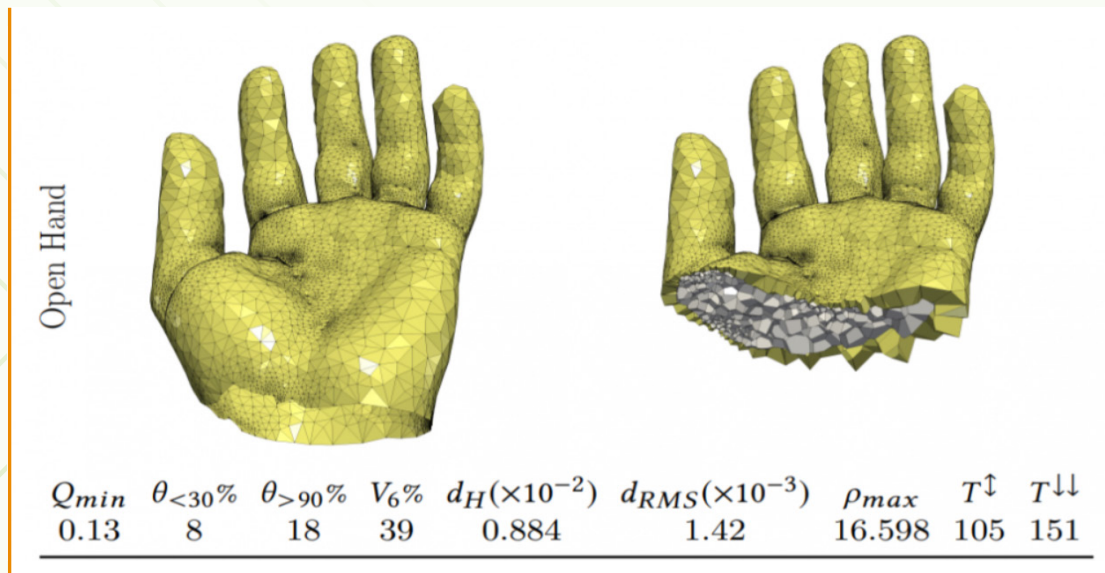 Open Hand
Qmin θ<30% θ>90% V6% dH(×10−2) dRMS(×10−3) ρmax T↕ T↓↓
0.13 8 18 39 0.884 1.42 16.598 105 151